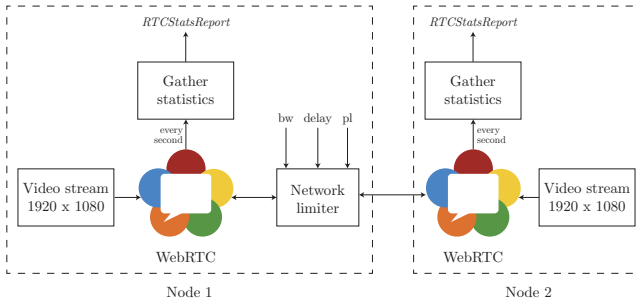 RTCStatsReport
Gather
statistics
every
second
bw
delay
pl
Video stream
1920 x 1080
Network
limiter
WebRTC
Node 1
RTCStatsReport
Gather
statistics
every
second
Video stream
1920 x 1080
WebRTC
Node 2